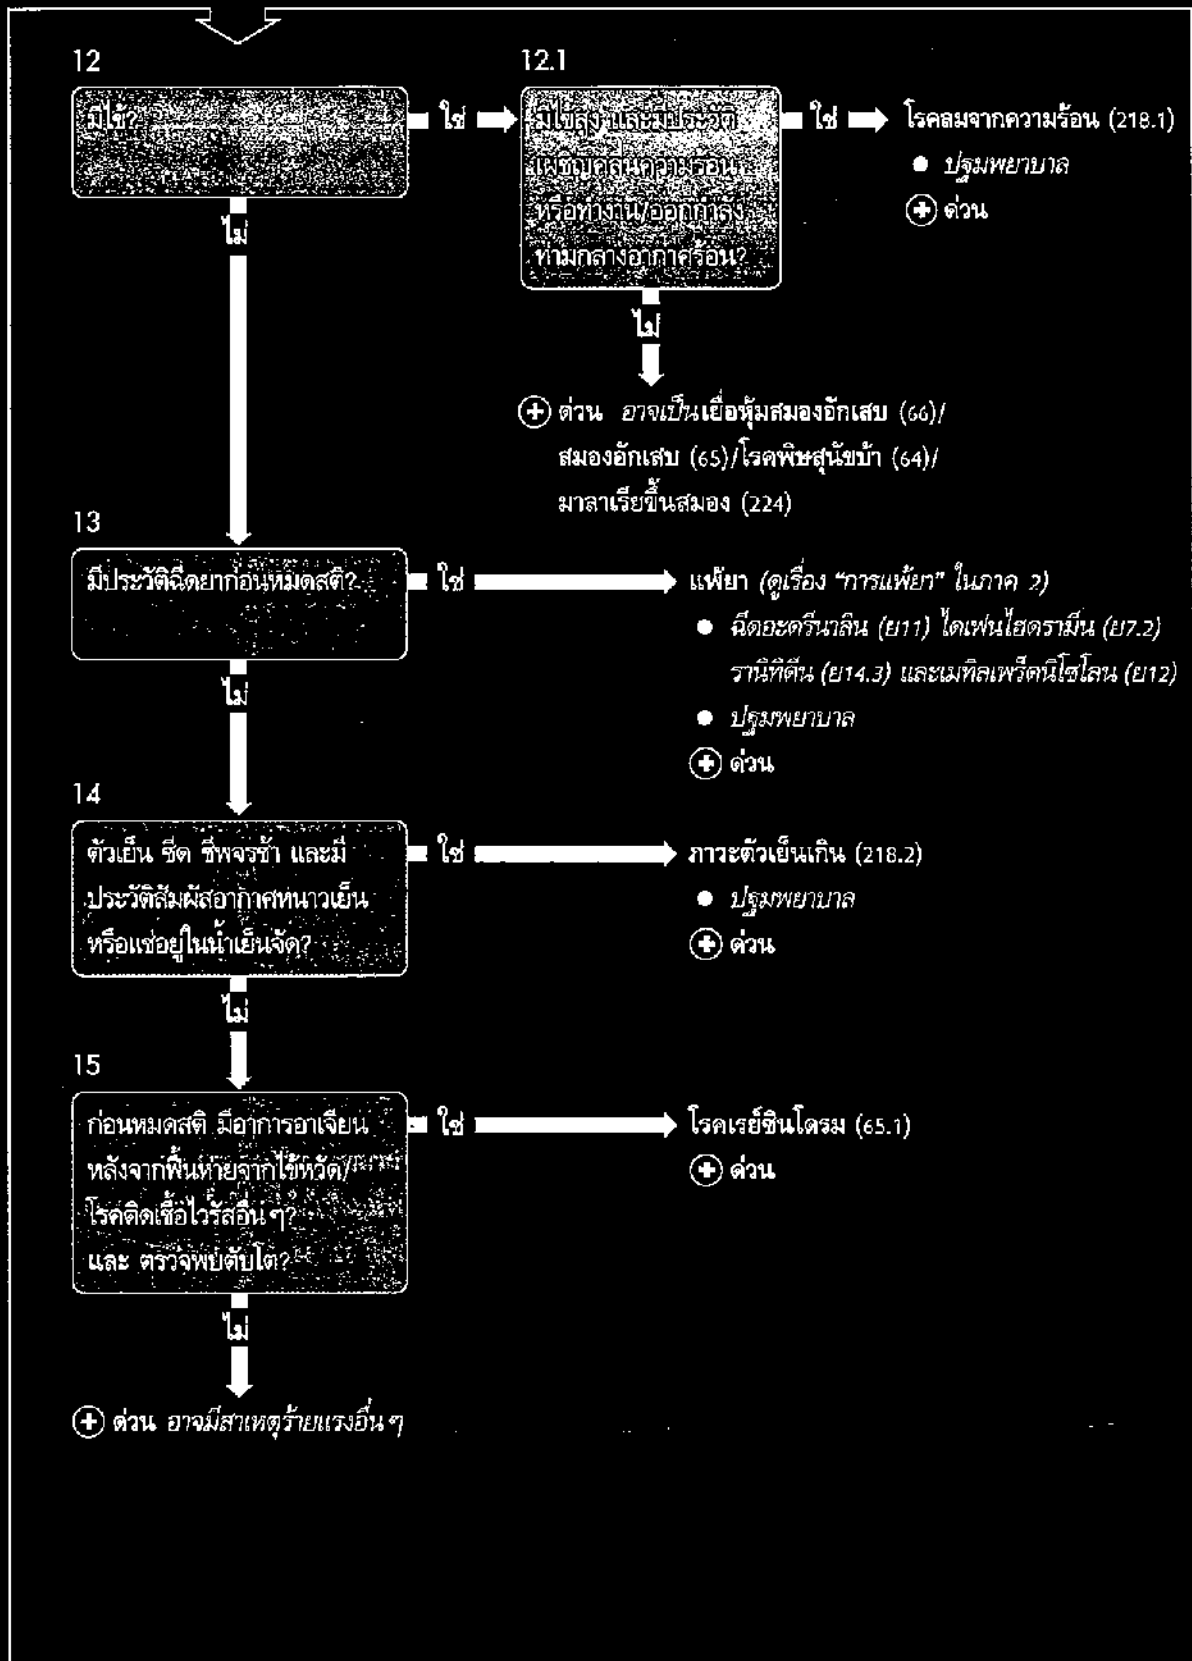 12
มีไข้?
ใช่
12.1
มีไข้สูง และมีประวัติ
เผชิญคลื่นความร้อน
หรือทำงาน/ออกกำลัง
ท่ามกลางอากาศร้อน?
ใช่
โรคลมจากความร้อน (218.1)
● ปฐมพยาบาล
ด่วน
ไม่
ไม่
ด่วน อาจเป็นเยื่อหุ้มสมองอักเสบ (66)/
สมองอักเสบ (65)/โรคพิษสุนัขบ้า (64)/
มาลาเรียขึ้นสมอง (224)
13
มีประวัติฉีดยาก่อนหมดสติ?
ใช่
แพ้ยา (ดูเรื่อง "การแพ้ยา" ในภาค 2)
● ฉีดอะดรีนาลิน (ย11) ไดเฟนไฮดรามีน (ย7.2)
รานิทิดีน (ย14.3) และเมทิลเพร็ดนิโซโลน (ย12)
● ปฐมพยาบาล
ด่วน
ไม่
14
ตัวเย็น ซีด ชีพจรช้า และมี
ประวัติสัมผัสอากาศหนาวเย็น
หรือแช่อยู่ในน้ำเย็นจัด?
ใช่
ภาวะตัวเย็นเกิน (218.2)
● ปฐมพยาบาล
ด่วน
ไม่
15
ก่อนหมดสติ มีอาการอาเจียน
หลังจากฟื้นหายจากไข้หวัด/
โรคติดเชื้อไวรัสอื่น ๆ?
และ ตรวจพบตับโต?
ใช่
โรคเรย์ซินโดรม (65.1)
ด่วน
ไม่
ด่วน อาจมีสาเหตุร้ายแรงอื่น ๆ